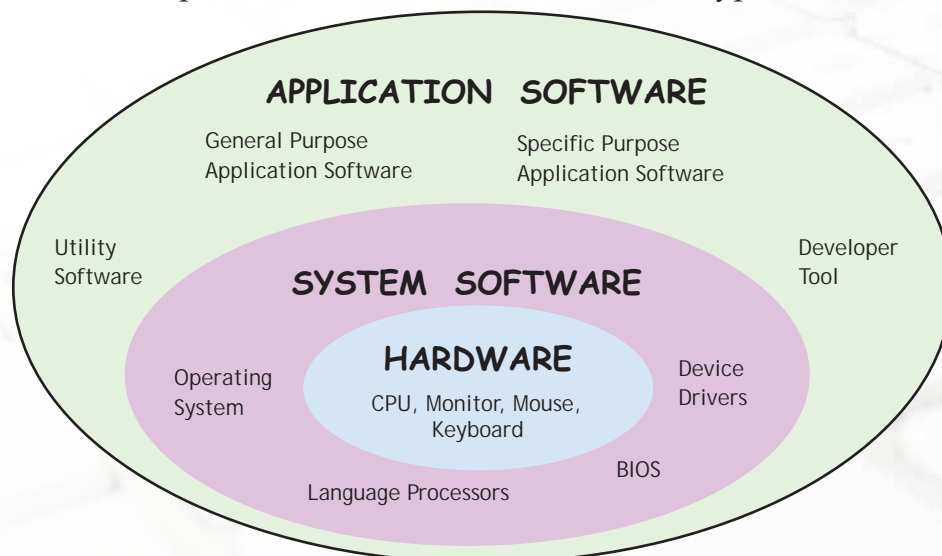 APPLICATION SOFTWARE
General Purpose
Application Software
Specific Purpose
Application Software
Utility
Software
Developer
Tool
SYSTEM SOFTWARE
Operating
System
HARDWARE
CPU, Monitor, Mouse,
Keyboard
Device
Drivers
BIOS
Language Processors